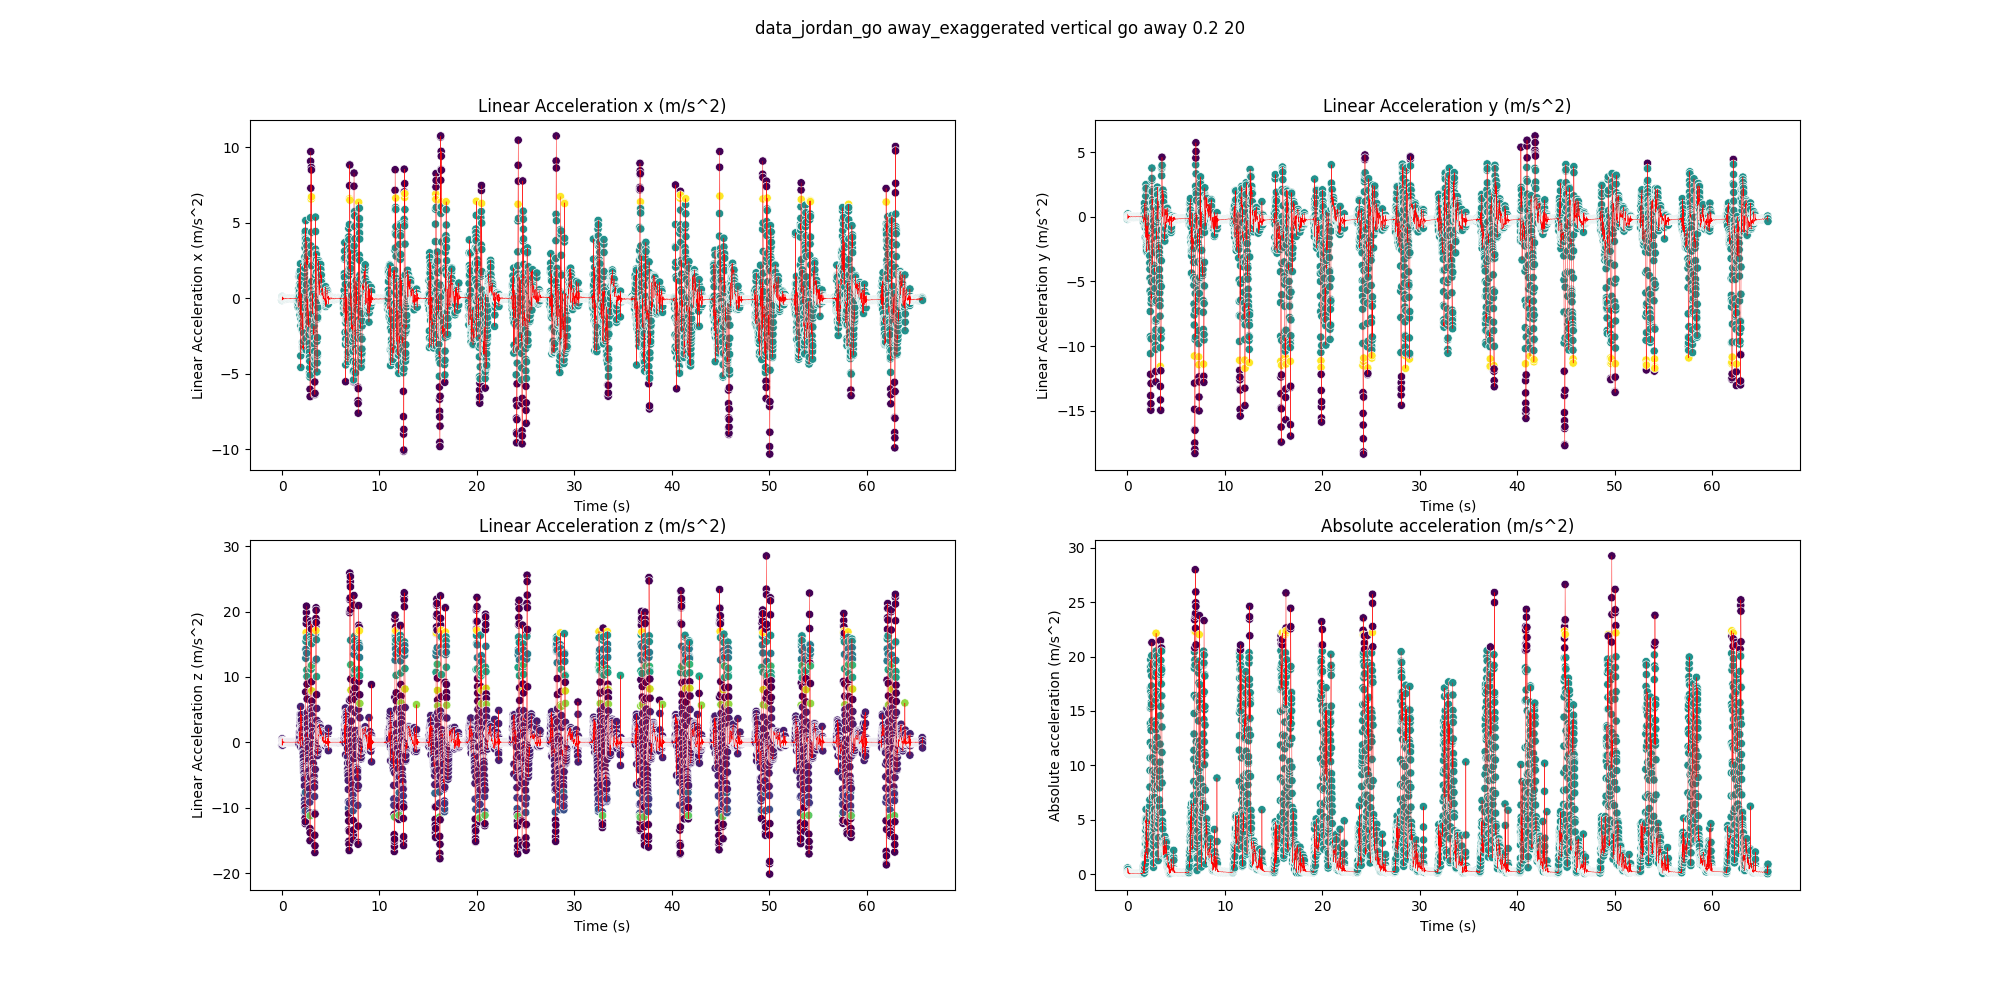 data_jordan_go away_exaggerated vertical go away 0.2 20
Linear Acceleration x (m/s^2)
Linear Acceleration x (m/s^2)
10
5
0
−5
−10
0 10 20 30 40 50 60
Time (s)
Linear Acceleration y (m/s^2)
Linear Acceleration y (m/s^2)
5
0
−5
−10
−15
0 10 20 30 40 50 60
Time (s)
Linear Acceleration z (m/s^2)
Linear Acceleration z (m/s^2)
30
20
10
0
−10
−20
0 10 20 30 40 50 60
Time (s)
Absolute acceleration (m/s^2)
Absolute acceleration (m/s^2)
30
25
20
15
10
5
0
0 10 20 30 40 50 60
Time (s)